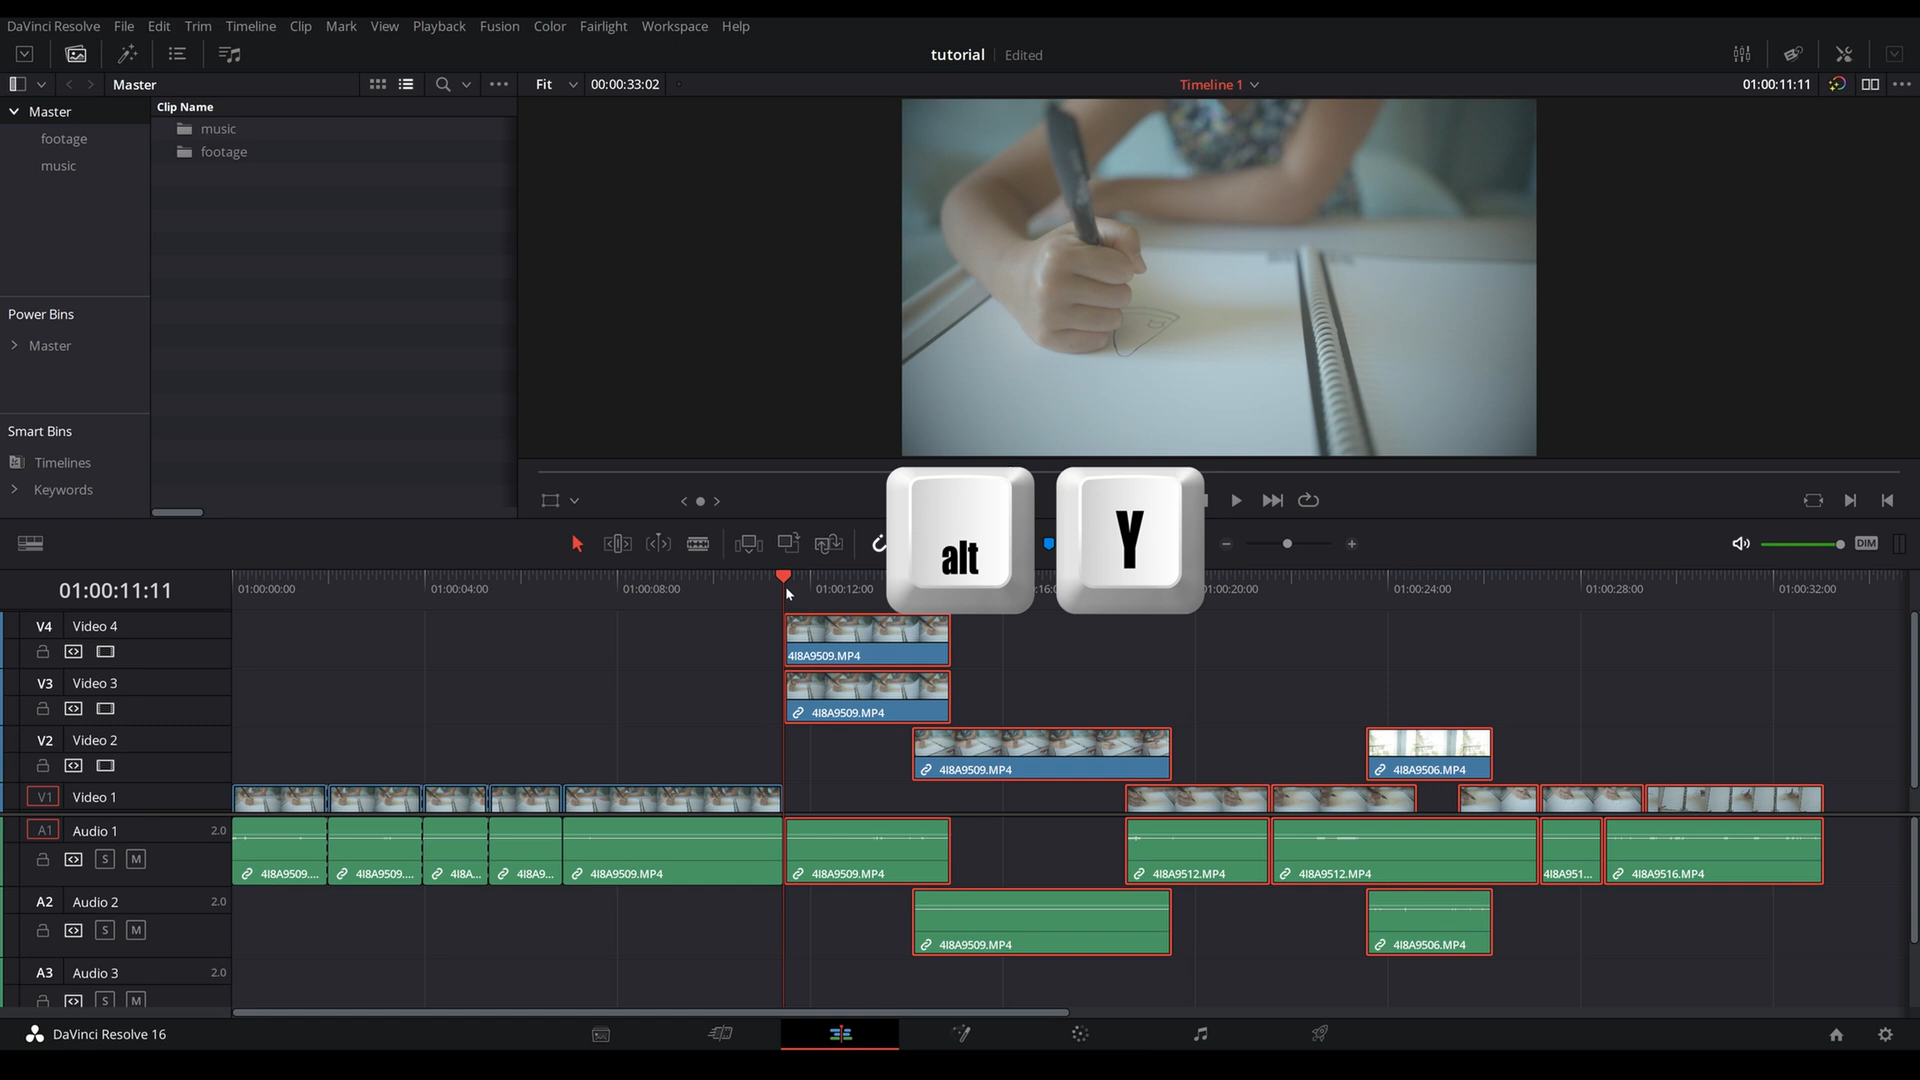 DaVinci Resolve File Edit Trim Timeline Clip Mark View Playback Fusion Color Fairlight Workspace Help
tutorial Edited
Master Fit 00:00:33:02 Timeline 1 01:00:11:11
Master Clip Name
footage music
music footage
Power Bins
Master
Smart Bins
Timelines
Keywords
alt Y
DIM
01:00:11:11 01:00:00:00 01:00:04:00 01:00:08:00 01:00:12:00 :16:0 01:00:20:00 01:00:24:00 01:00:28:00 01:00:32:00
V4 Video 4
4I8A9509.MP4
V3 Video 3
4I8A9509.MP4
V2 Video 2
4I8A9509.MP4 4I8A9506.MP4
V1 Video 1
A1 Audio 1 2.0
S M 4I8A9509.... 4I8A9509.... 4I8A... 4I8A9... 4I8A9509.MP4 4I8A9509.MP4 4I8A9512.MP4 4I8A9512.MP4 4I8A951... 4I8A9516.MP4
A2 Audio 2 2.0
S M 4I8A9509.MP4 4I8A9506.MP4
A3 Audio 3 2.0
S M
DaVinci Resolve 16